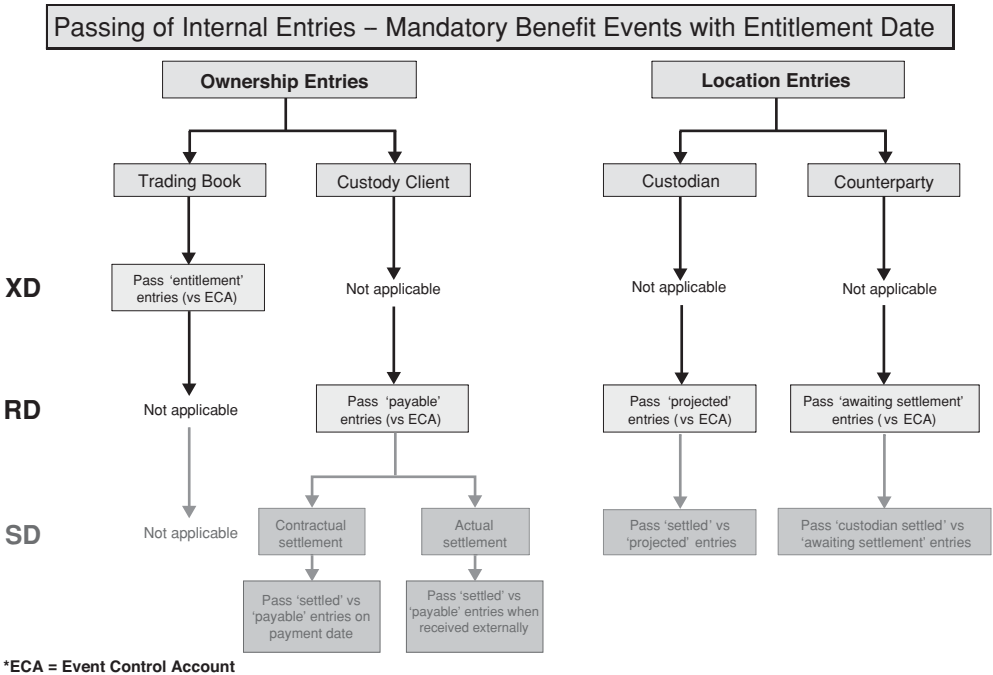 Passing of Internal Entries – Mandatory Benefit Events with Entitlement Date
Ownership Entries
Location Entries
Trading Book
Custody Client
Custodian
Counterparty
XD
Pass ‘entitlement’
entries (vs ECA)
Not applicable
Not applicable
Not applicable
RD
Not applicable
Pass ‘payable’
entries (vs ECA)
Pass ‘projected’
entries (vs ECA)
Pass ‘awaiting settlement’
entries (vs ECA)
SD
Not applicable
Contractual
settlement
Actual
settlement
Pass ‘settled’ vs
‘projected’ entries
Pass ‘custodian settled’ vs
‘awaiting settlement’ entries
Pass ‘settled’ vs
‘payable’ entries on
payment date
Pass ‘settled’ vs
‘payable’ entries when
received externally
*ECA = Event Control Account